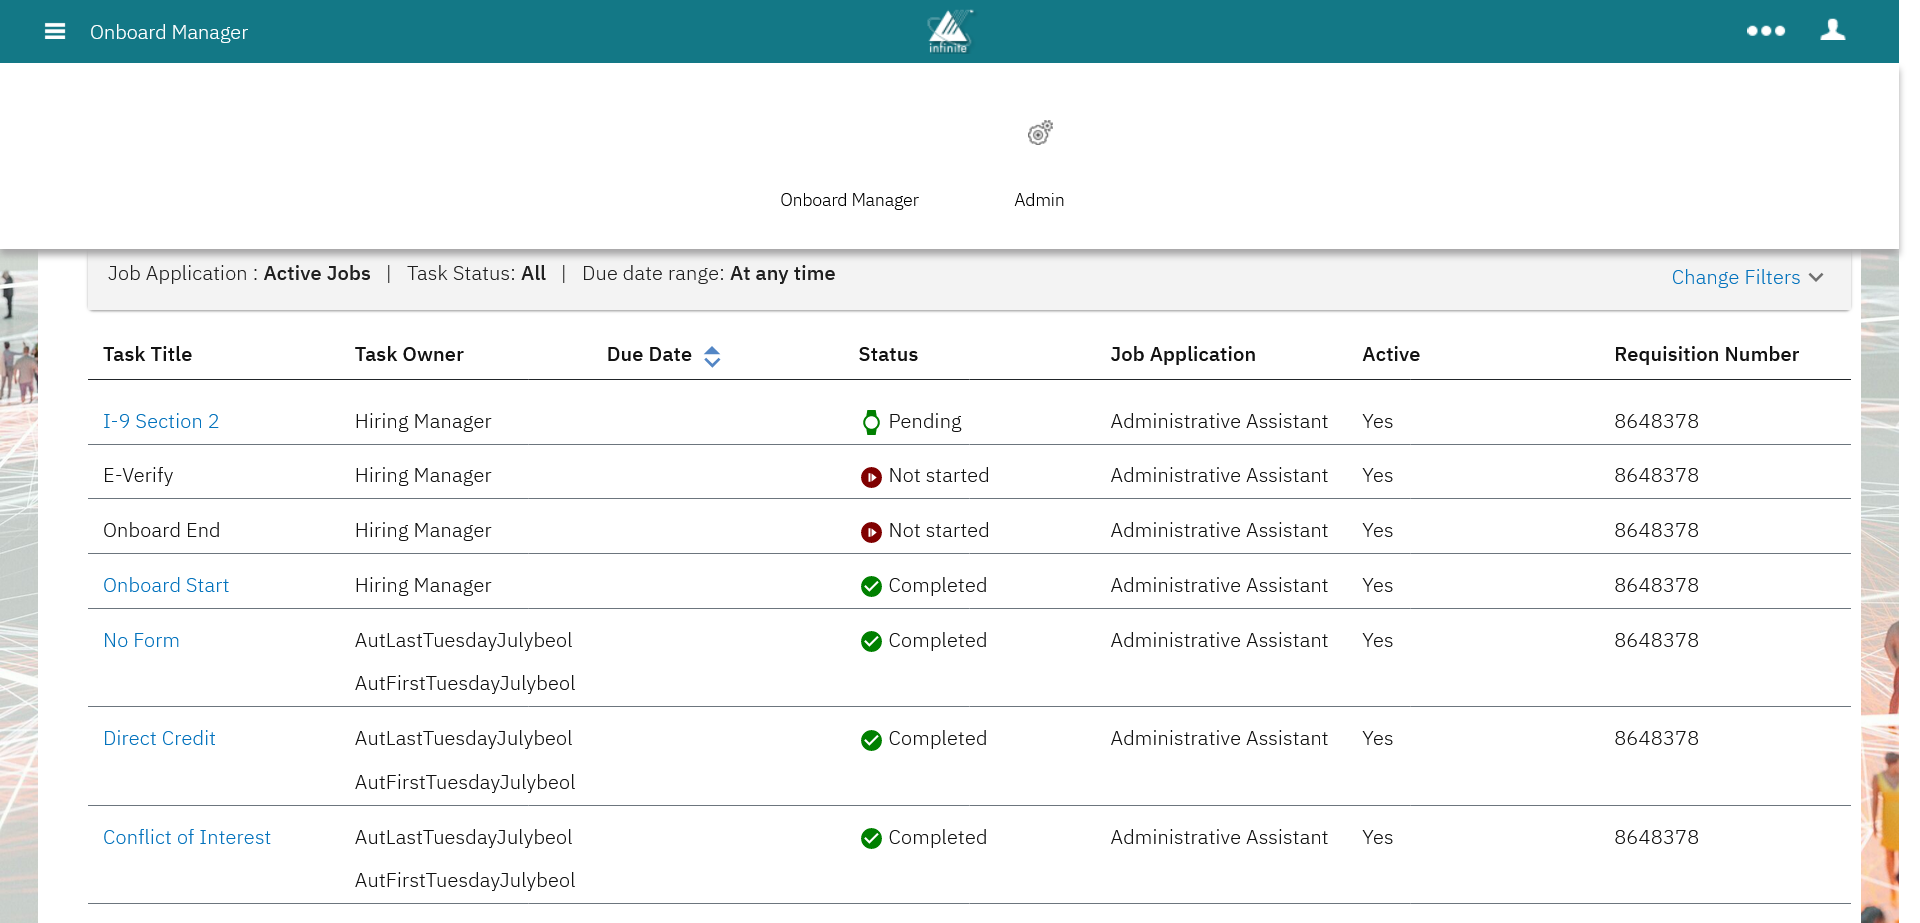 Onboard Manager
infinite
Onboard Manager
Admin
Job Application : Active Jobs | Task Status: All | Due date range: At any time
Change Filters
Task Title Task Owner Due Date Status Job Application Active Requisition Number
I-9 Section 2 Hiring Manager Pending Administrative Assistant Yes 8648378
E-Verify Hiring Manager Not started Administrative Assistant Yes 8648378
Onboard End Hiring Manager Not started Administrative Assistant Yes 8648378
Onboard Start Hiring Manager Completed Administrative Assistant Yes 8648378
No Form AutLastTuesdayJulybeol Completed Administrative Assistant Yes 8648378
AutFirstTuesdayJulybeol
Direct Credit AutLastTuesdayJulybeol Completed Administrative Assistant Yes 8648378
AutFirstTuesdayJulybeol
Conflict of Interest AutLastTuesdayJulybeol Completed Administrative Assistant Yes 8648378
AutFirstTuesdayJulybeol